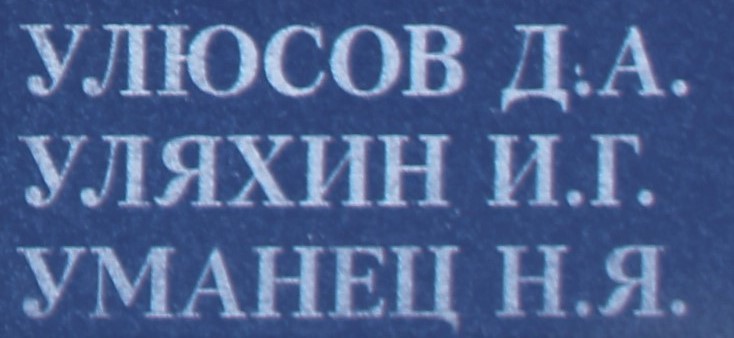 УЛЮСОВ Д.А.
УЛЯХИН И.Г.
УМАНЕЦ Н.Я.